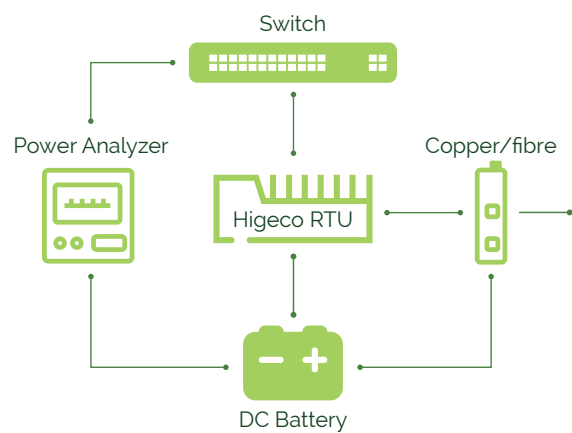 Switch
Power Analyzer
Copper/fibre
Higeco RTU
DC Battery